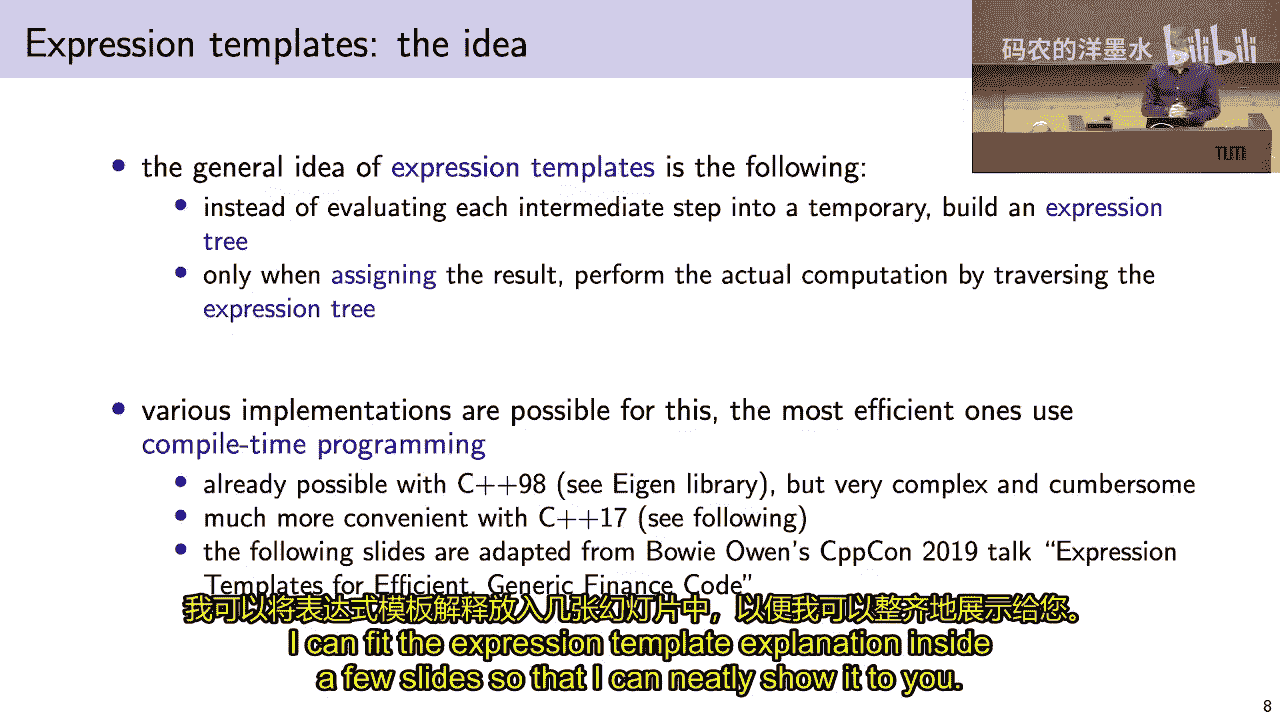 Expression templates: the idea
码农的洋墨水 bilibili
TUM
• the general idea of expression templates is the following:
• instead of evaluating each intermediate step into a temporary, build an expression
tree
• only when assigning the result, perform the actual computation by traversing the
expression tree
• various implementations are possible for this, the most efficient ones use
compile-time programming
• already possible with C++98 (see Eigen library), but very complex and cumbersome
• much more convenient with C++17 (see following)
• the following slides are adapted from Bowie Owen's CppCon 2019 talk “Expression
Templates for Efficient, Generic Finance Code”
我可以将表达式模板解释放入几张幻灯片中，以便我可以整齐地展示给您。
I can fit the expression template explanation inside
a few slides so that I can neatly show it to you.
8